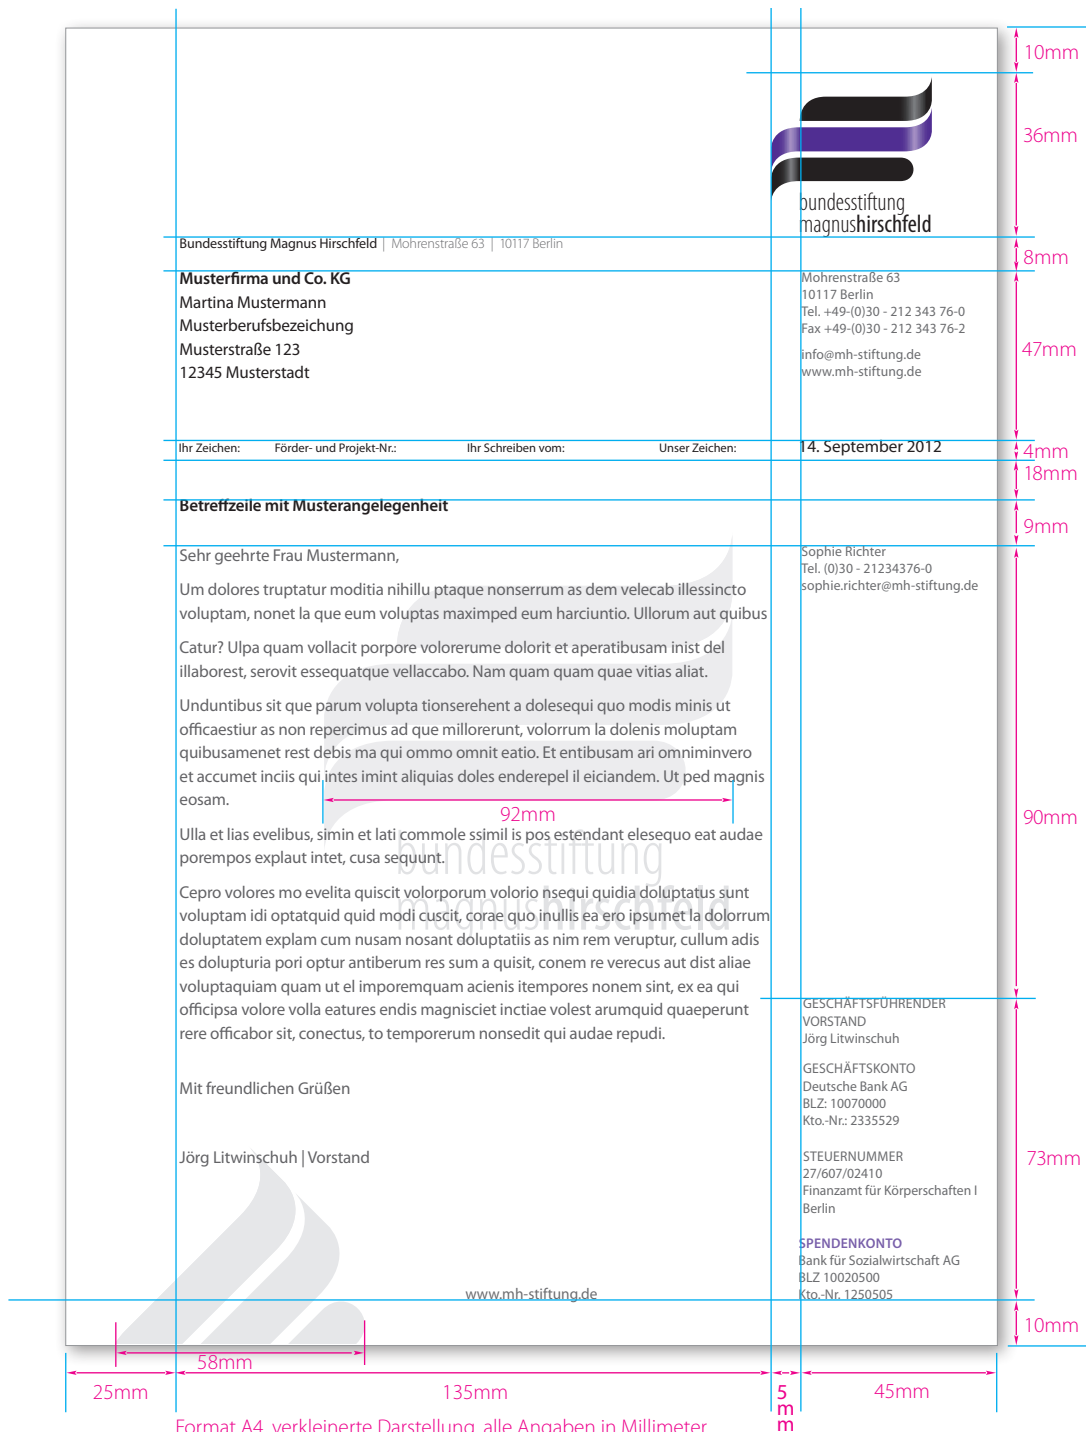 10mm
36mm
bundesstiftung
magnushirschfeld
Bundesstiftung Magnus Hirschfeld | Mohrenstraße 63 | 10117 Berlin
8mm
Musterfirma und Co. KG
Martina Mustermann
Musterberufsbezeichung
Musterstraße 123
12345 Musterstadt
Mohrenstraße 63
10117 Berlin
Tel. +49-(0)30 - 212 343 76-0
Fax +49-(0)30 - 212 343 76-2
info@mh-stiftung.de
www.mh-stiftung.de
47mm
Ihr Zeichen: Förder- und Projekt-Nr.: Ihr Schreiben vom: Unser Zeichen: 14. September 2012
4mm
18mm
Betreffzeile mit Musterangelegenheit
9mm
Sehr geehrte Frau Mustermann,
Um dolores truptatur moditia nihillu ptaque nonserrum as dem velecab illessincto
voluptam, nonet la que eum voluptas maximped eum harciuntio. Ullorum aut quibus
Catur? Ulpa quam vollacit porpore volorerume dolorit et aperatibusam inist del
illaborest, serovit essequatque vellaccabo. Nam quam quam quae vitias aliat.
Unduntibus sit que parum volupta tionserehent a dolesequi quo modis minis ut
officaestiur as non repercimus ad que millorerunt, volorrum la dolenis moluptam
quibusamenet rest debis ma qui ommo omnit eatio. Et entibusam ari omniminvero
et accumet inciis qui intes imint aliquias doles enderepel il eiciandem. Ut ped magnis
eosam.
92mm
Ulla et lias evelibus, simin et lati commole ssimil is pos estendant elesequo eat audae
porempos explaut intet, cusa sequunt.
bundesstiftung
magnushirschfeld
Cepro volores mo evelita quiscit volorporum volorio nsequi quidia doluptatus sunt
voluptam idi optatquid quid modi cuscit, corae quo inullis ea ero ipsumet la dolorrum
doluptatem explam cum nusam nosant doluptatiis as nim rem veruptur, cullum adis
es dolupturia pori optur antiberum res sum a quisit, conem re verecus aut dist aliae
voluptaquiam quam ut el imporemquam acienis itempores nonem sint, ex ea qui
officipsa volore volla eatures endis magnisciet inctiae volest arumquid quaeperunt
rere officabor sit, conectus, to temporerum nonsedit qui audae repudi.
Mit freundlichen Grüßen
Jörg Litwinschuh | Vorstand
Sophie Richter
Tel. (0)30 - 21234376-0
sophie.richter@mh-stiftung.de
90mm
GESCHÄFTSFÜHRENDER
VORSTAND
Jörg Litwinschuh
GESCHÄFTSKONTO
Deutsche Bank AG
BLZ: 10070000
Kto.-Nr.: 2335529
STEUERNUMMER
27/607/02410
Finanzamt für Körperschaften I
Berlin
SPENDENKONTO
Bank für Sozialwirtschaft AG
BLZ 10020500
Kto.-Nr. 1250505
73mm
www.mh-stiftung.de
10mm
58mm
25mm
135mm
5
m
m
45mm
Format A4, verkleinerte Darstellung, alle Angaben in Millimeter